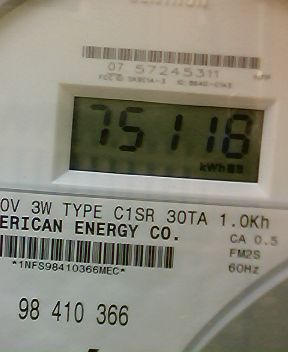 07 57245311
75118
kWh
0V 3W TYPE C1SR 30TA 1.0Kh
ERICAN ENERGY CO.
CA 0.5
FM2S
60Hz
*1NFS98410366MEC*
98 410 366